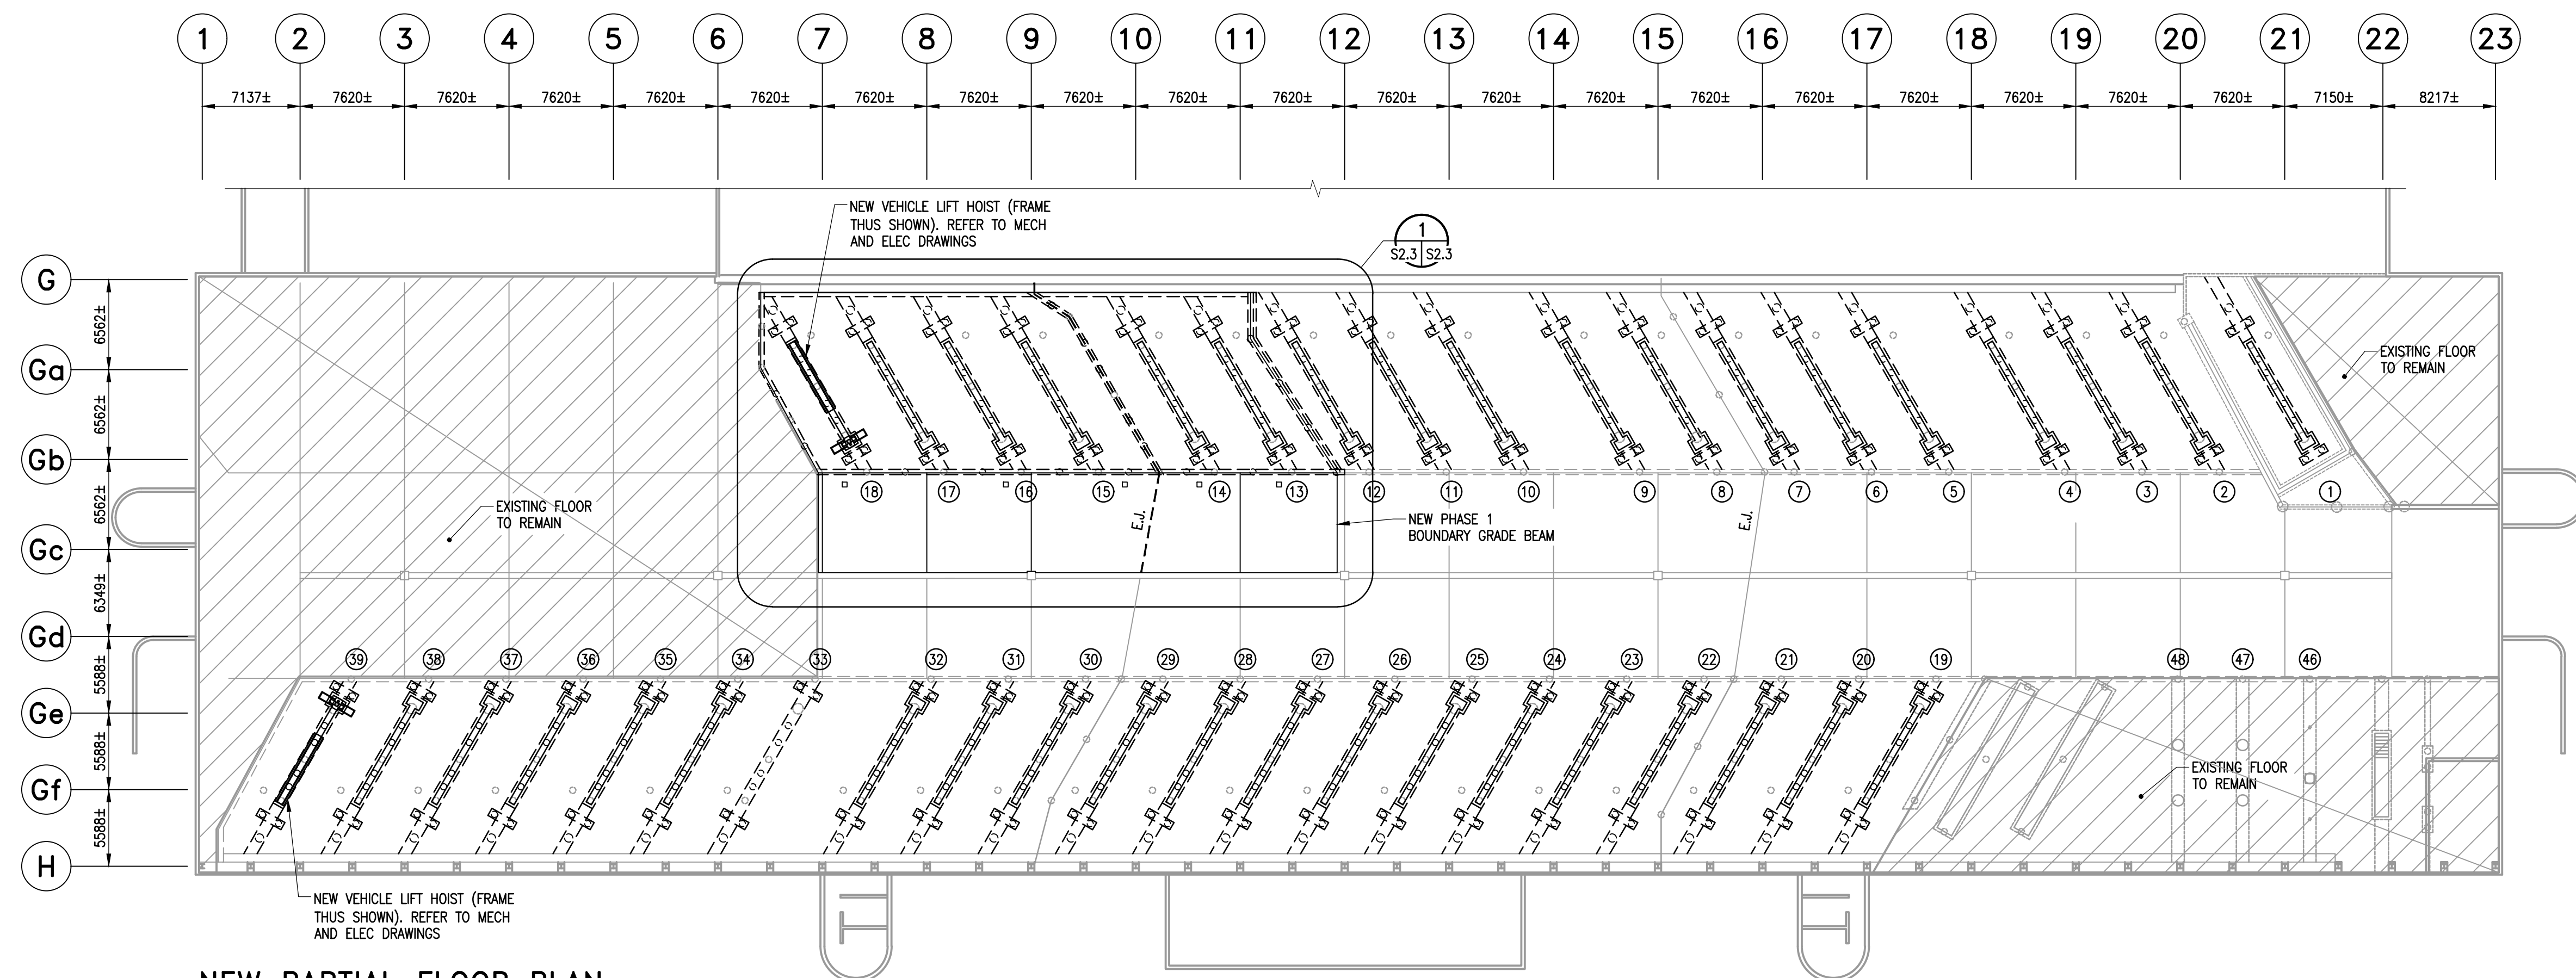 1 2 3 4 5 6 7 8 9 10 11 12 13 14 15 16 17 18 19 20 21 22 23
7137± 7620± 7620± 7620± 7620± 7620± 7620± 7620± 7620± 7620± 7620± 7620± 7620± 7620± 7620± 7620± 7620± 7620± 7620± 7620± 7150± 8217±
NEW VEHICLE LIFT HOIST (FRAME
THUS SHOWN). REFER TO MECH
AND ELEC DRAWINGS
1
S2.3 S2.3
G
6562±
Ga
6562±
Gb
6562±
Gc
6349±
Gd
5588±
Ge
5588±
Gf
5588±
H
EXISTING FLOOR
TO REMAIN
18 17 16 15 14 13 12 11 10 9 8 7 6 5 4 3 2 1
EXISTING FLOOR
TO REMAIN
E.J.
NEW PHASE 1
BOUNDARY GRADE BEAM
E.J.
39 38 37 36 35 34 33 32 31 30 29 28 27 26 25 24 23 22 21 20 19 48 47 46
EXISTING FLOOR
TO REMAIN
NEW VEHICLE LIFT HOIST (FRAME
THUS SHOWN). REFER TO MECH
AND ELEC DRAWINGS
NEW PARTIAL FLOOR PLAN